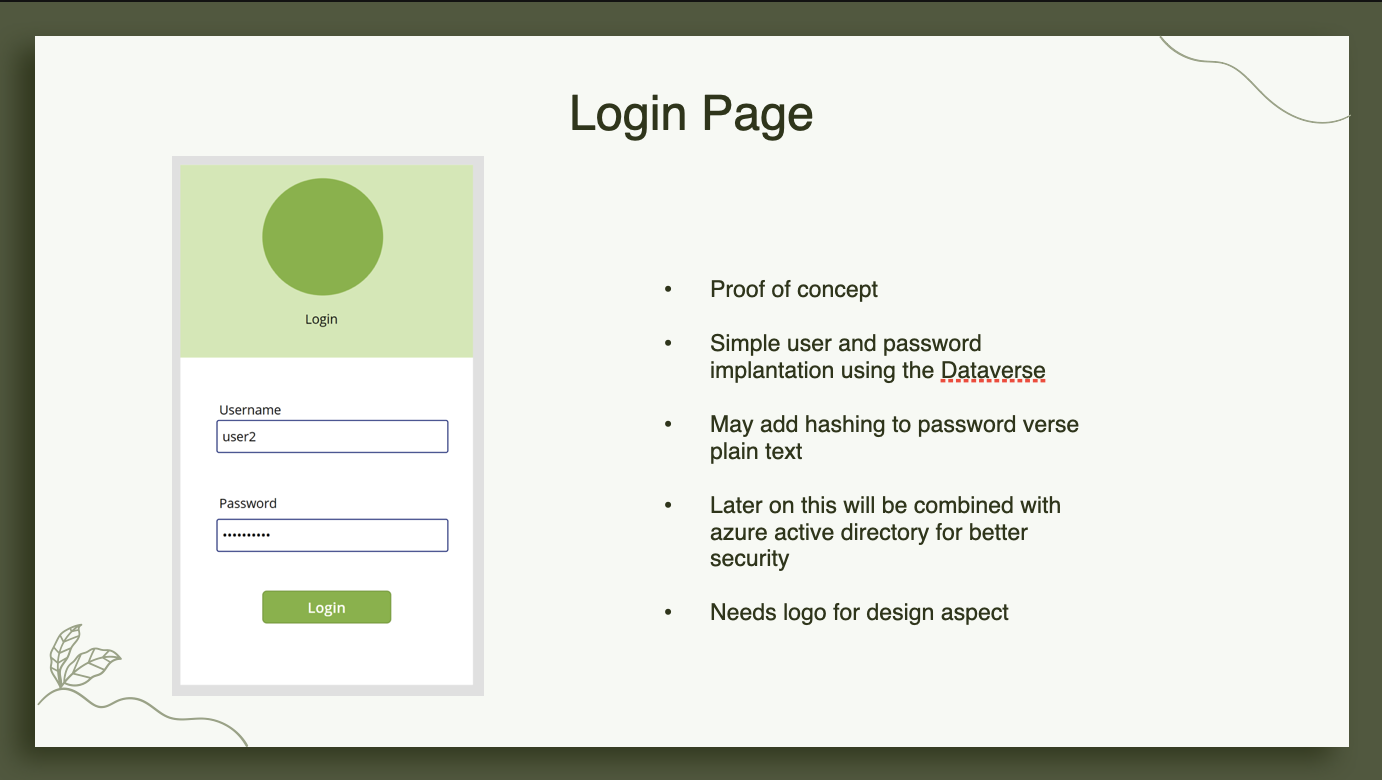 Login Page
Login
Username
user2
Password
••••••••••
Login
• Proof of concept
• Simple user and password
implantation using the Dataverse
• May add hashing to password verse
plain text
• Later on this will be combined with
azure active directory for better
security
• Needs logo for design aspect